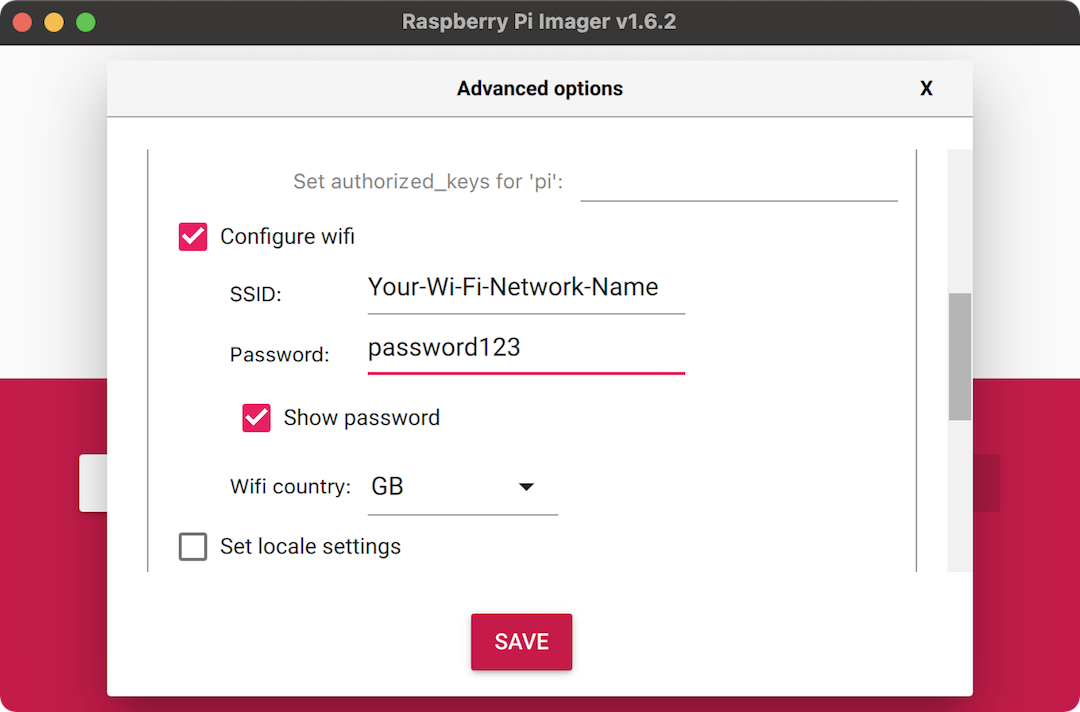 Raspberry Pi Imager v1.6.2
Advanced options X
Set authorized_keys for 'pi':
Configure wifi
SSID: Your-Wi-Fi-Network-Name
Password: password123
Show password
Wifi country: GB
Set locale settings
SAVE